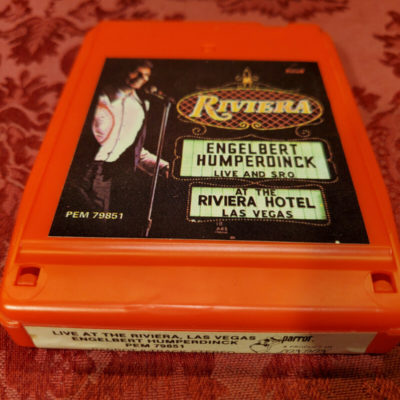 RIVIERA
ENGELBERT
HUMPERDINCK
LIVE AND S.R.O.
AT THE
RIVIERA HOTEL
LAS VEGAS
PEM 79851
LIVE AT THE RIVIERA, LAS VEGAS
ENGELBERT HUMPERDINCK
PEM 79851
parrot
LONDON